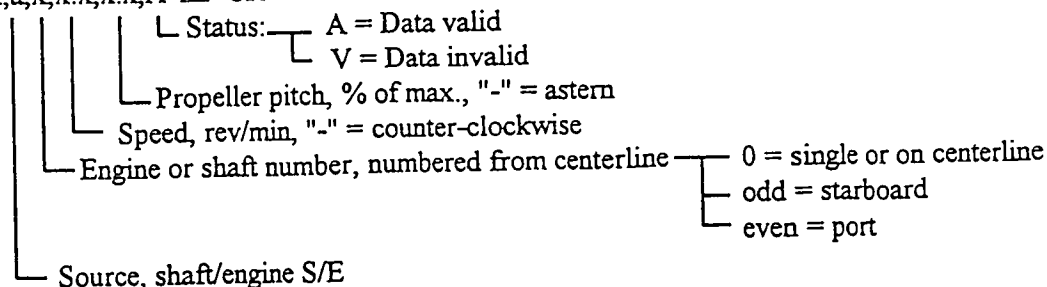 Status: A = Data valid
V = Data invalid
Propeller pitch, % of max., "-" = astern
Speed, rev/min, "-" = counter-clockwise
Engine or shaft number, numbered from centerline 0 = single or on centerline
odd = starboard
even = port
Source, shaft/engine S/E